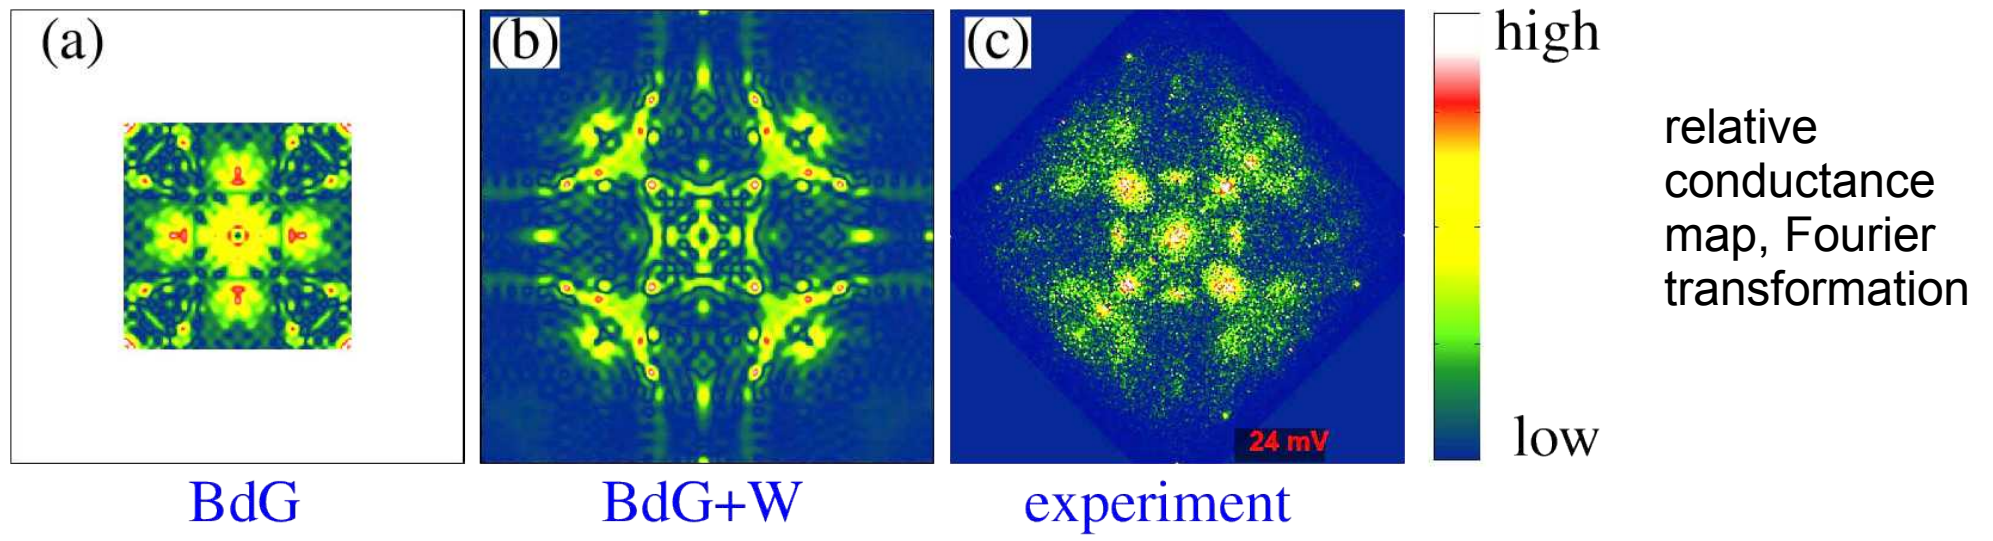 (a)
(b)
(c)
24 mV
high
low
relative
conductance
map, Fourier
transformation
BdG
BdG+W
experiment